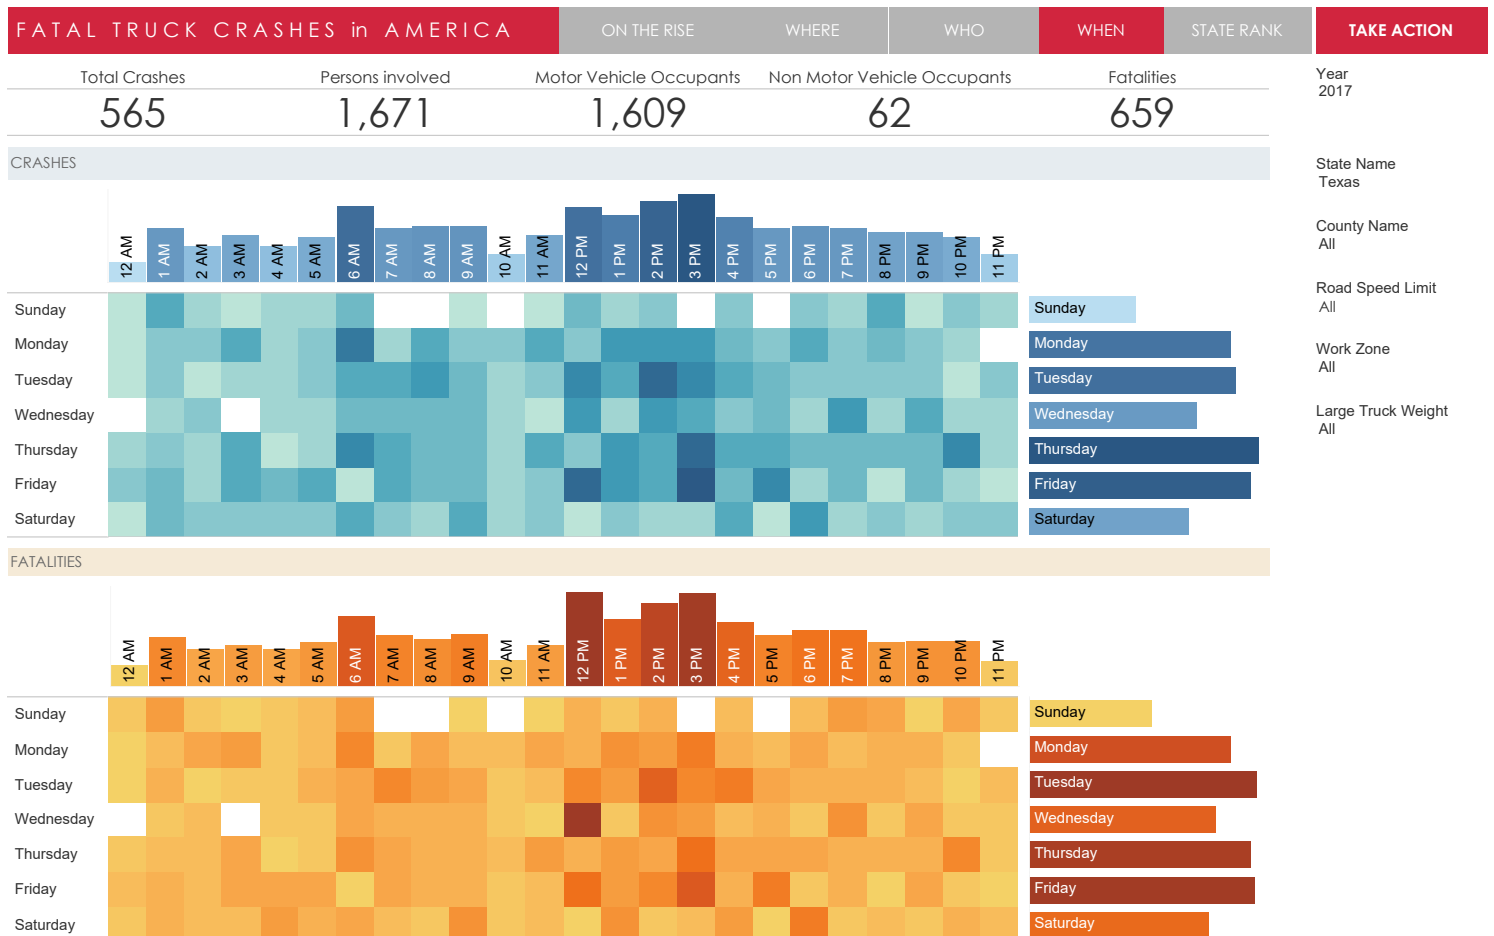 FATAL TRUCK CRASHES in AMERICA
ON THE RISE
WHERE
WHO
WHEN
STATE RANK
TAKE ACTION
Total Crashes
Persons involved
Motor Vehicle Occupants
Non Motor Vehicle Occupants
Fatalities
565
1,671
1,609
62
659
Year
2017
State Name
Texas
County Name
All
Road Speed Limit
All
Work Zone
All
Large Truck Weight
All
CRASHES
12 AM
1 AM
2 AM
3 AM
4 AM
5 AM
6 AM
7 AM
8 AM
9 AM
10 AM
11 AM
12 PM
1 PM
2 PM
3 PM
4 PM
5 PM
6 PM
7 PM
8 PM
9 PM
10 PM
11 PM
Sunday
Monday
Tuesday
Wednesday
Thursday
Friday
Saturday
Sunday
Monday
Tuesday
Wednesday
Thursday
Friday
Saturday
FATALITIES
12 AM
1 AM
2 AM
3 AM
4 AM
5 AM
6 AM
7 AM
8 AM
9 AM
10 AM
11 AM
12 PM
1 PM
2 PM
3 PM
4 PM
5 PM
6 PM
7 PM
8 PM
9 PM
10 PM
11 PM
Sunday
Monday
Tuesday
Wednesday
Thursday
Friday
Saturday
Sunday
Monday
Tuesday
Wednesday
Thursday
Friday
Saturday